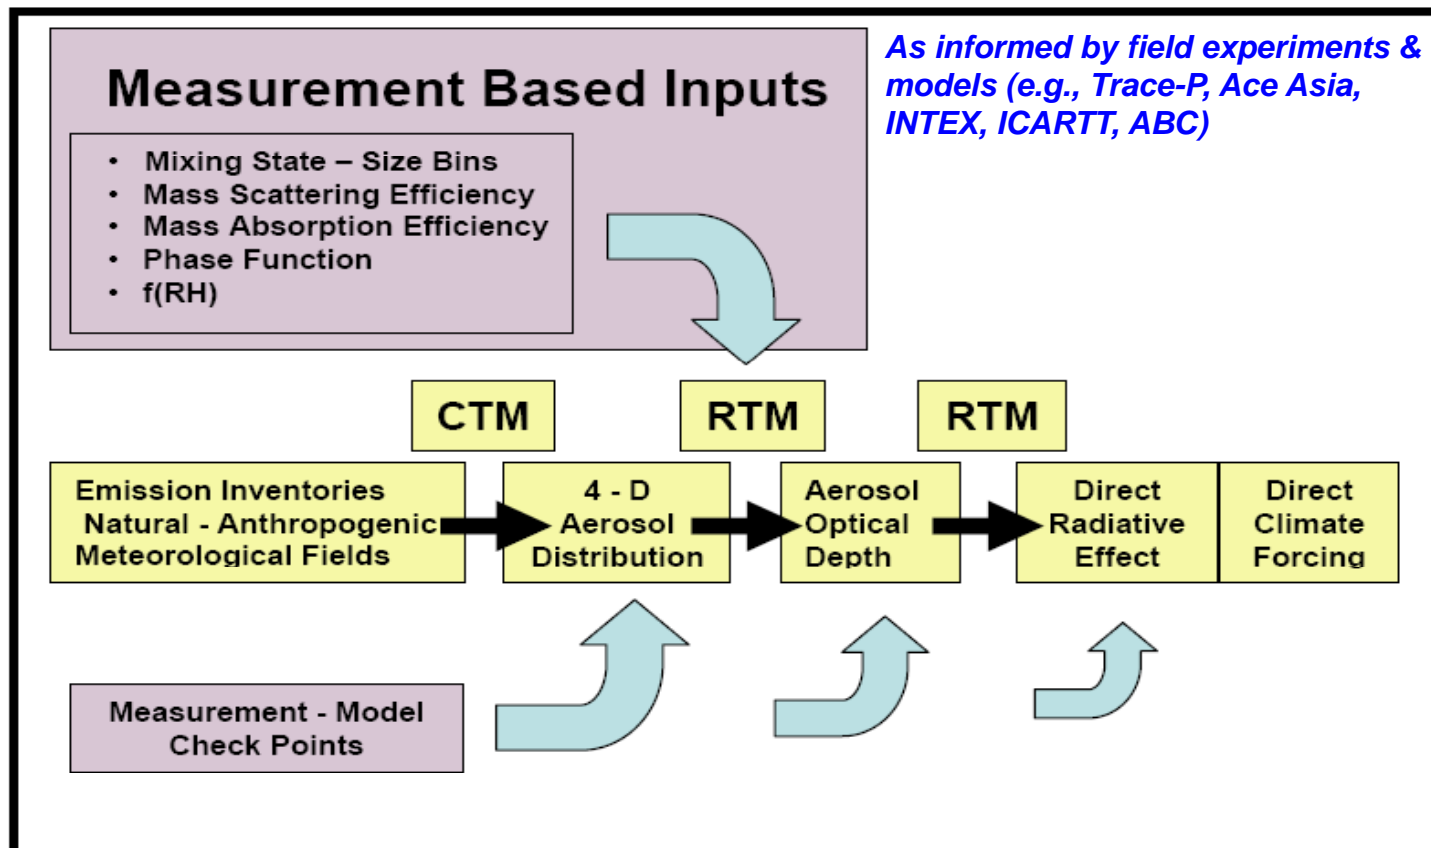 Measurement Based Inputs
As informed by field experiments &
models (e.g., Trace-P, Ace Asia,
INTEX, ICARTT, ABC)
• Mixing State – Size Bins
• Mass Scattering Efficiency
• Mass Absorption Efficiency
• Phase Function
• f(RH)
CTM
RTM
RTM
Emission Inventories
Natural - Anthropogenic
Meteorological Fields
4 - D
Aerosol
Distribution
Aerosol
Optical
Depth
Direct
Radiative
Effect
Direct
Climate
Forcing
Measurement - Model
Check Points